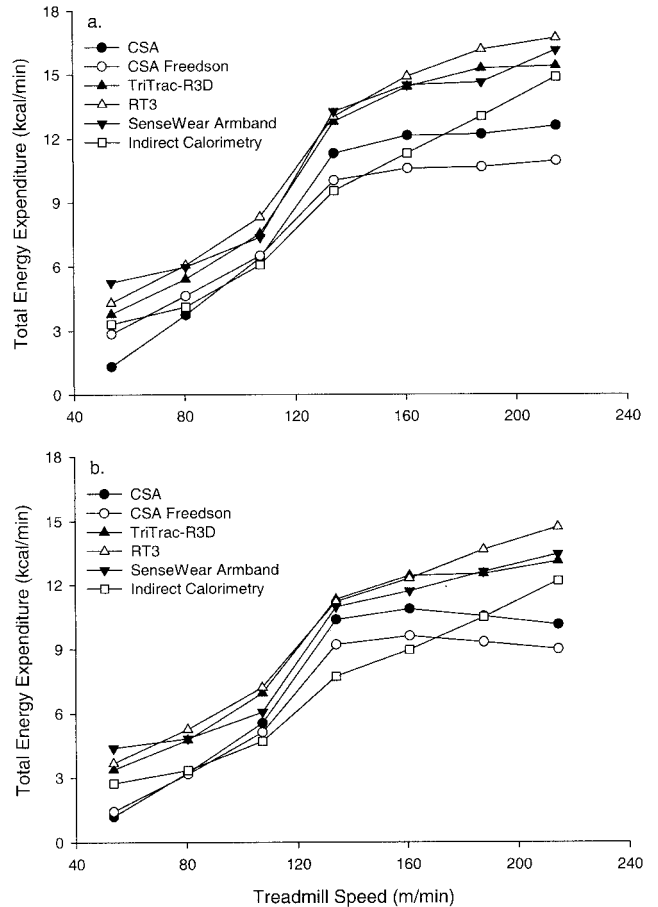 a.
CSA
CSA Freedson
TriTrac-R3D
RT3
SenseWear Armband
Indirect Calorimetry
Total Energy Expenditure (kcal/min)
18
15
12
9
6
3
0
40 80 120 160 200 240
b.
CSA
CSA Freedson
TriTrac-R3D
RT3
SenseWear Armband
Indirect Calorimetry
Total Energy Expenditure (kcal/min)
18
15
12
9
6
3
0
40 80 120 160 200 240
Treadmill Speed (m/min)